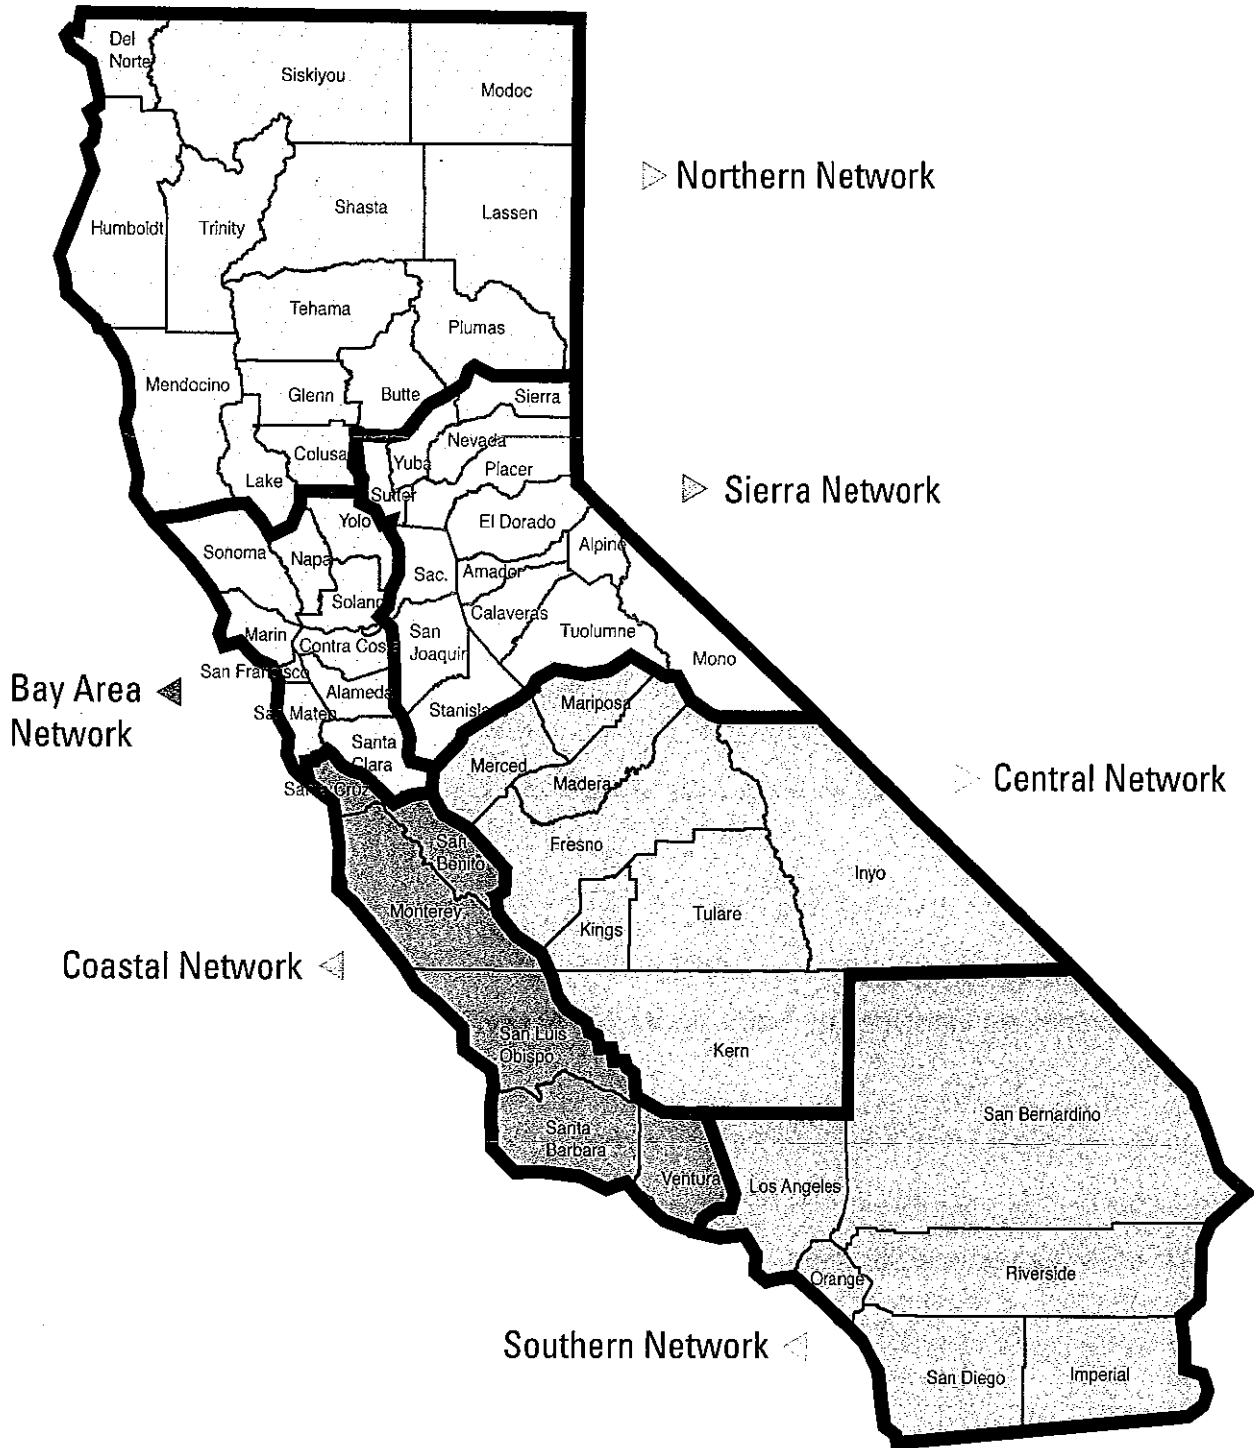 Del
Norte
Siskiyou
Modoc
Northern Network
Humboldt
Trinity
Shasta
Lassen
Tehama
Plumas
Mendocino
Glenn
Butte
Sierra
Colusa
Nevada
Yuba
Placer
Lake
Sutter
Sierra Network
Yolo
El Dorado
Sonoma
Napa
Alpine
Sac.
Amador
Solano
Calaveras
Marin
Contra Costa
San
Joaquin
Tuolumne
San Francisco
Mono
Bay Area
Network
Alameda
San Mateo
Stanisl
Mariposa
Santa
Clara
Merced
Madera
Central Network
Santa Cruz
San
Benito
Fresno
Inyo
Monterey
Kings
Tulare
Coastal Network
San Luis
Obispo
Kern
San Bernardino
Santa
Barbara
Ventura
Los Angeles
Orange
Riverside
Southern Network
San Diego
Imperial